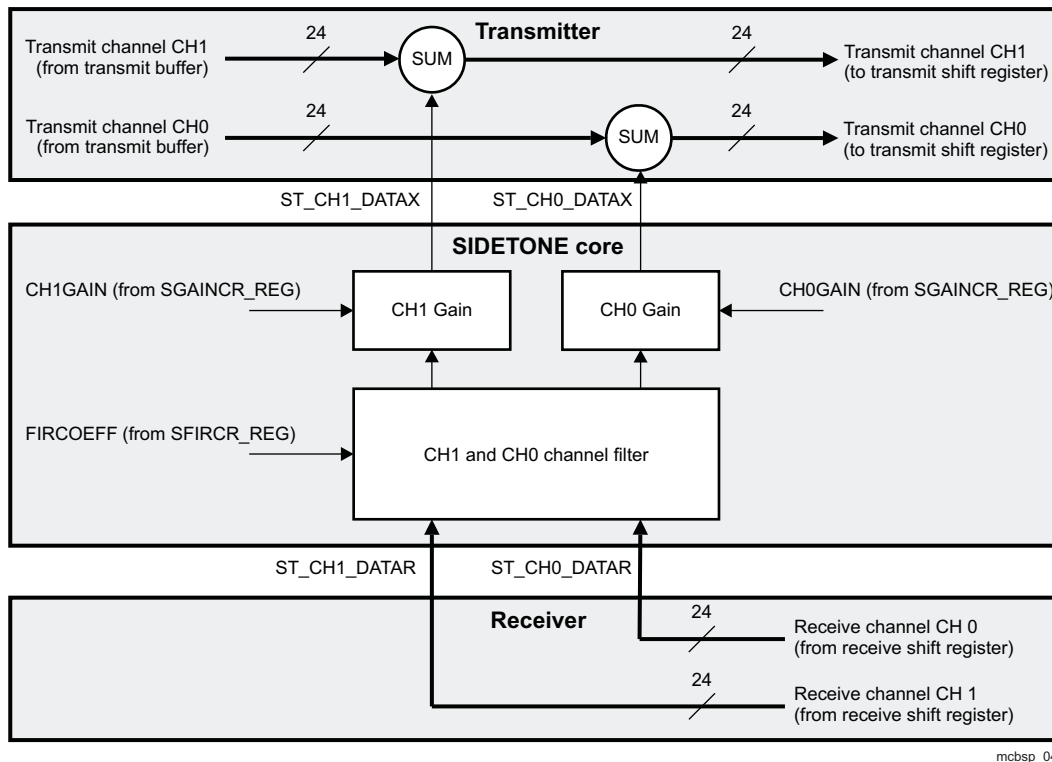 Transmitter
24
24
Transmit channel CH1
(from transmit buffer)
SUM
Transmit channel CH1
(to transmit shift register)
24
24
Transmit channel CH0
(from transmit buffer)
SUM
Transmit channel CH0
(to transmit shift register)
ST_CH1_DATAX
ST_CH0_DATAX
SIDETONE core
CH1GAIN (from SGAINCR_REG)
CH0GAIN (from SGAINCR_REG)
CH1 Gain
CH0 Gain
FIRCOEFF (from SFIRCR_REG)
CH1 and CH0 channel filter
ST_CH1_DATAR
ST_CH0_DATAR
Receiver
24
Receive channel CH 0
(from receive shift register)
24
Receive channel CH 1
(from receive shift register)